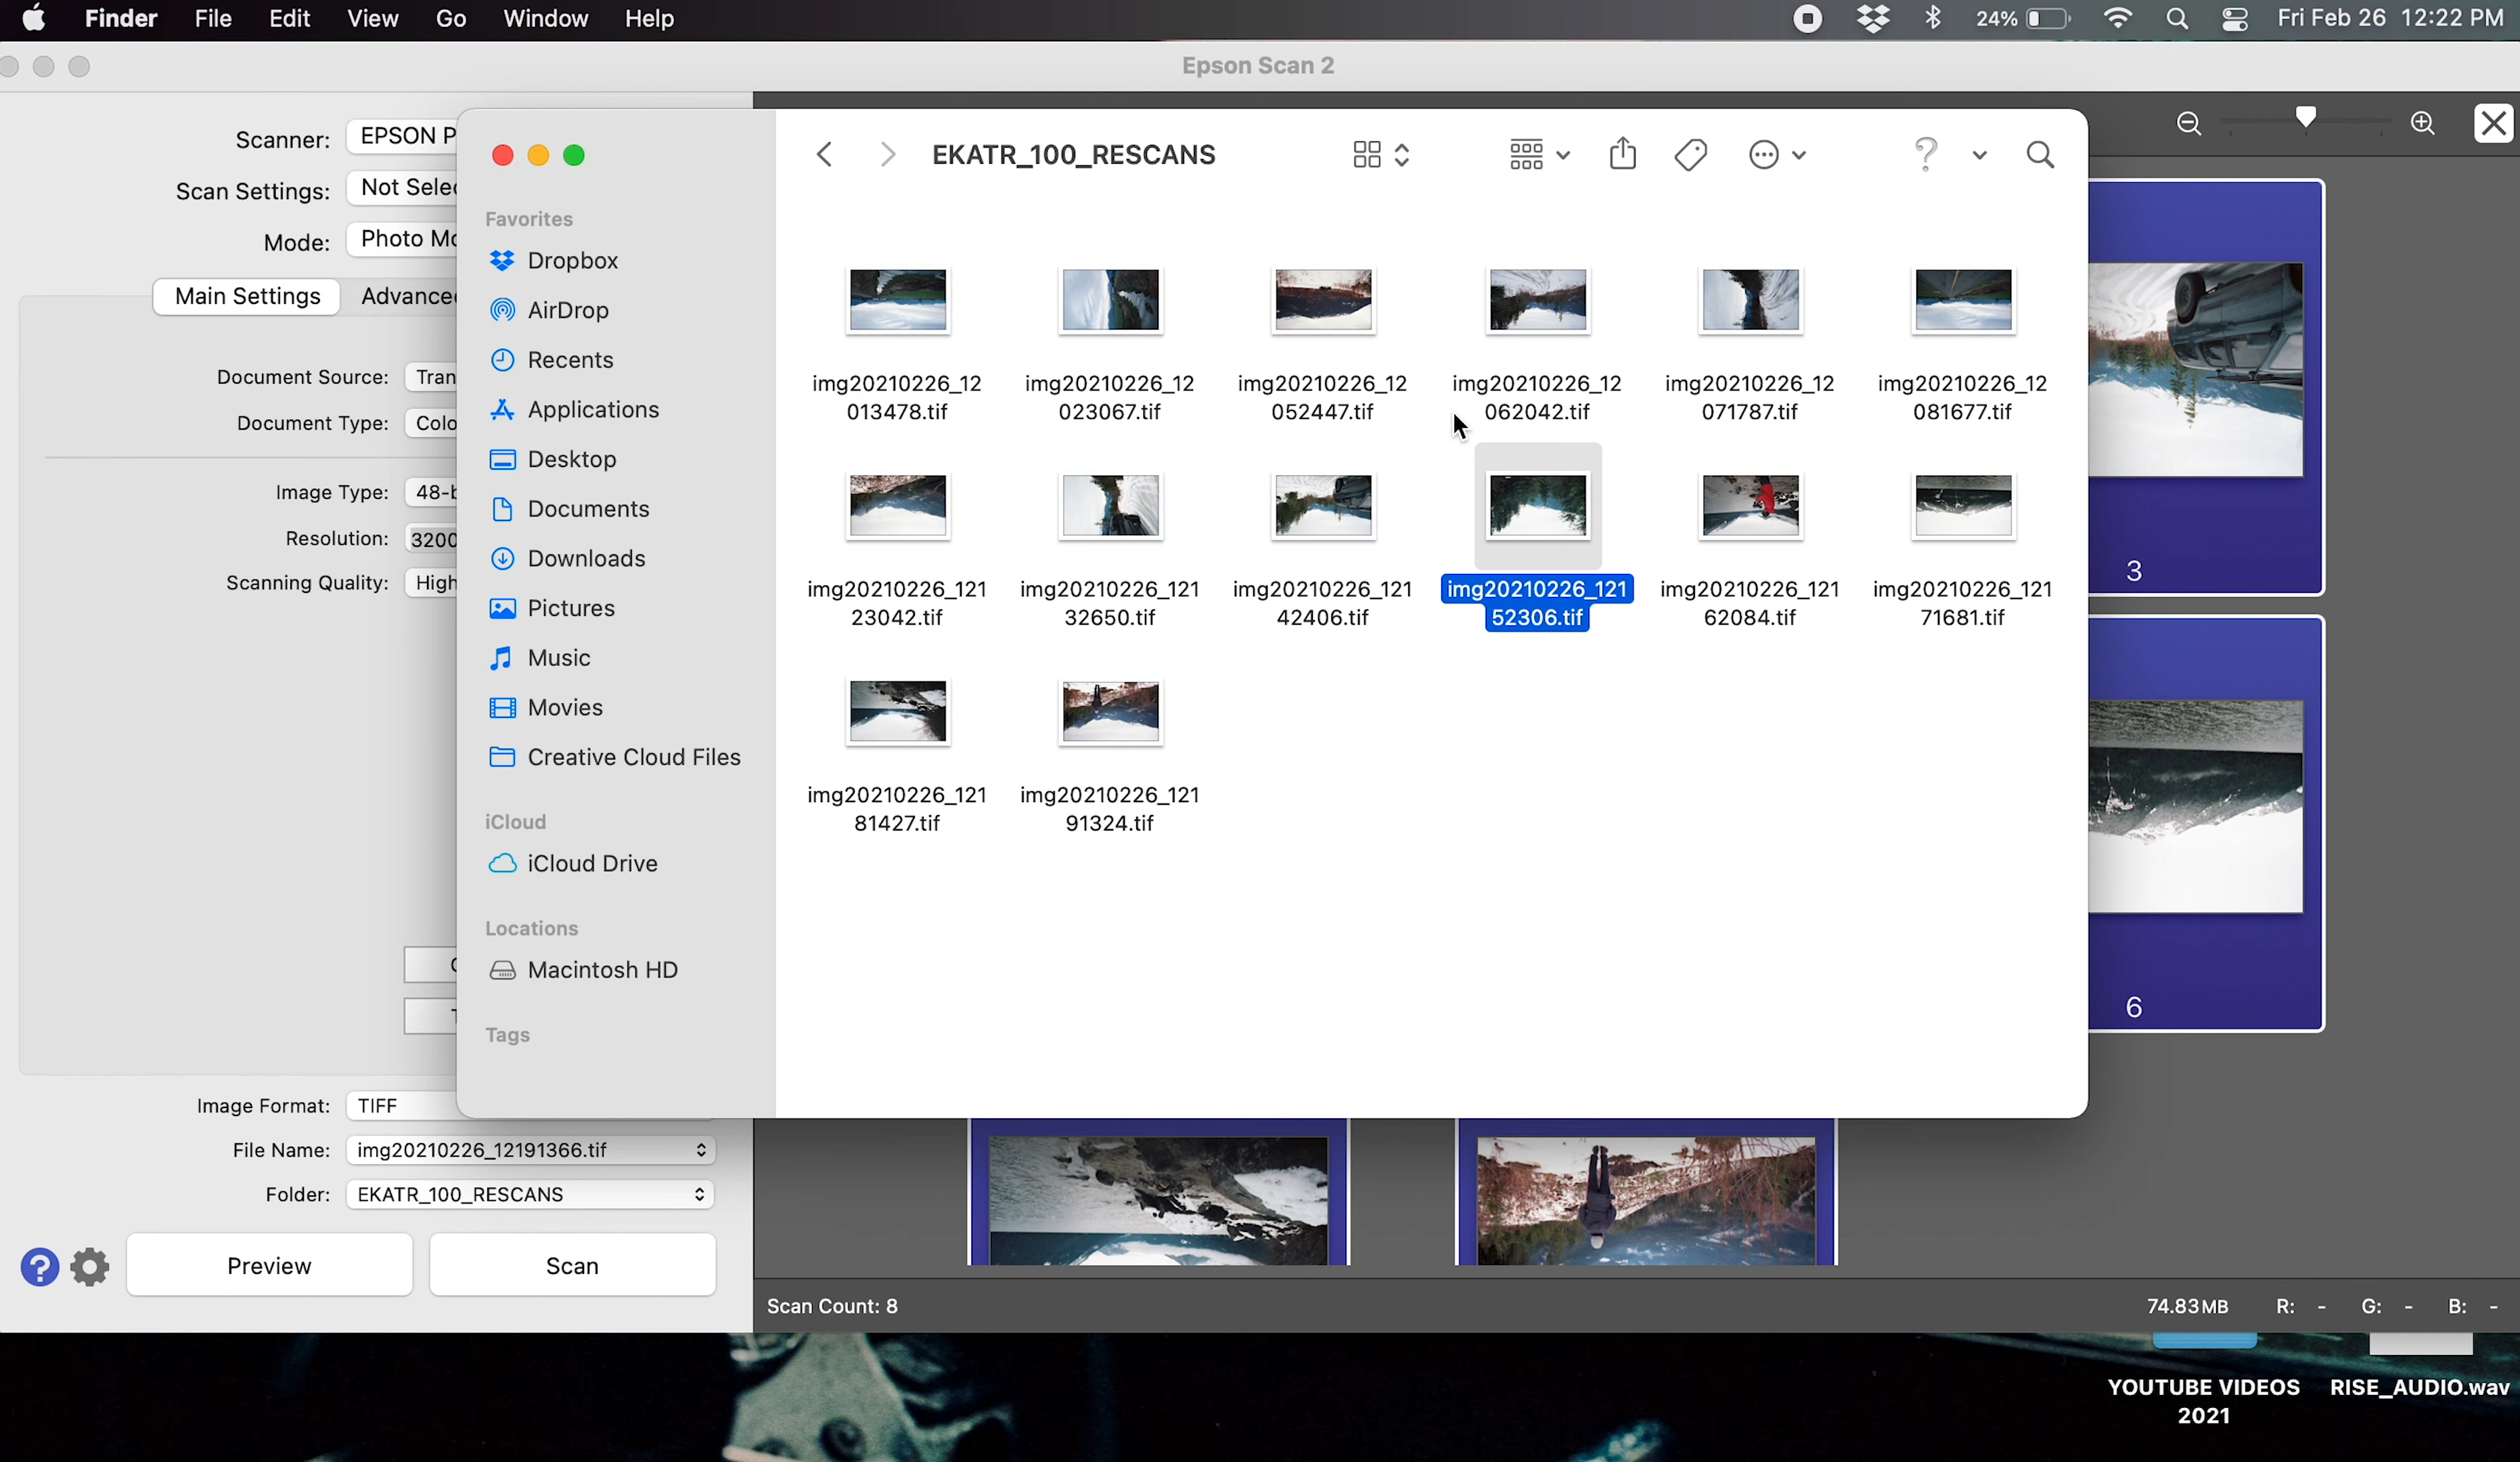 Finder File Edit View Go Window Help 24% Fri Feb 26 12:22 PM
Epson Scan 2
Scanner: EPSON P
Scan Settings: Not Selec
Mode: Photo Mo
Main Settings Advanced
Document Source: Tran
Document Type: Colo
Image Type: 48-b
Resolution: 3200
Scanning Quality: High
Image Format: TIFF
File Name: img20210226_12191366.tif
Folder: EKATR_100_RESCANS
? Preview Scan
EKATR_100_RESCANS
Favorites
Dropbox
AirDrop
Recents
Applications
Desktop
Documents
Downloads
Pictures
Music
Movies
Creative Cloud Files
iCloud
iCloud Drive
Locations
Macintosh HD
Tags
img20210226_12 img20210226_12 img20210226_12 img20210226_12 img20210226_12 img20210226_12
013478.tif 023067.tif 052447.tif 062042.tif 071787.tif 081677.tif
img20210226_121 img20210226_121 img20210226_121 img20210226_121 img20210226_121 img20210226_121
23042.tif 32650.tif 42406.tif 52306.tif 62084.tif 71681.tif
img20210226_121 img20210226_121
81427.tif 91324.tif
3
6
Scan Count: 8 74.83MB R: - G: - B: -
YOUTUBE VIDEOS RISE_AUDIO.wav
2021